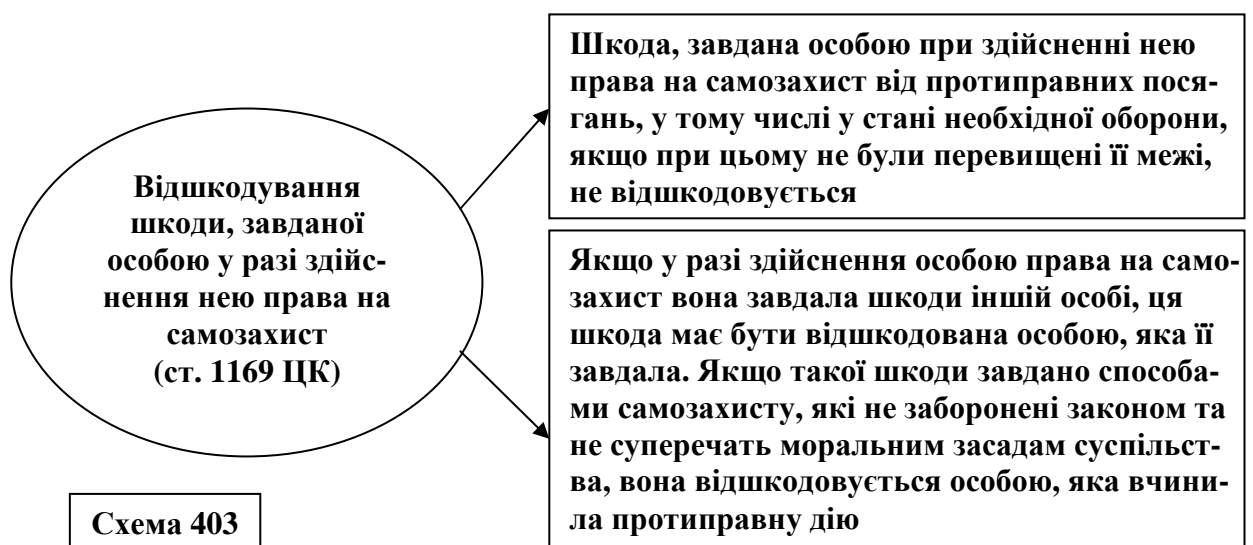 Відшкодування
шкоди, завданої
особою у разі здійс-
нення нею права на
самозахист
(ст. 1169 ЦК)
Шкода, завдана особою при здійсненні нею
права на самозахист від протиправних пося-
гань, у тому числі у стані необхідної оборони,
якщо при цьому не були перевищені її межі,
не відшкодовується
Якщо у разі здійснення особою права на само-
захист вона завдала шкоди іншій особі, ця
шкода має бути відшкодована особою, яка її
завдала. Якщо такої шкоди завдано способа-
ми самозахисту, які не заборонені законом та
не суперечать моральним засадам суспільст-
ва, вона відшкодовується особою, яка вчини-
ла протиправну дію
Схема 403